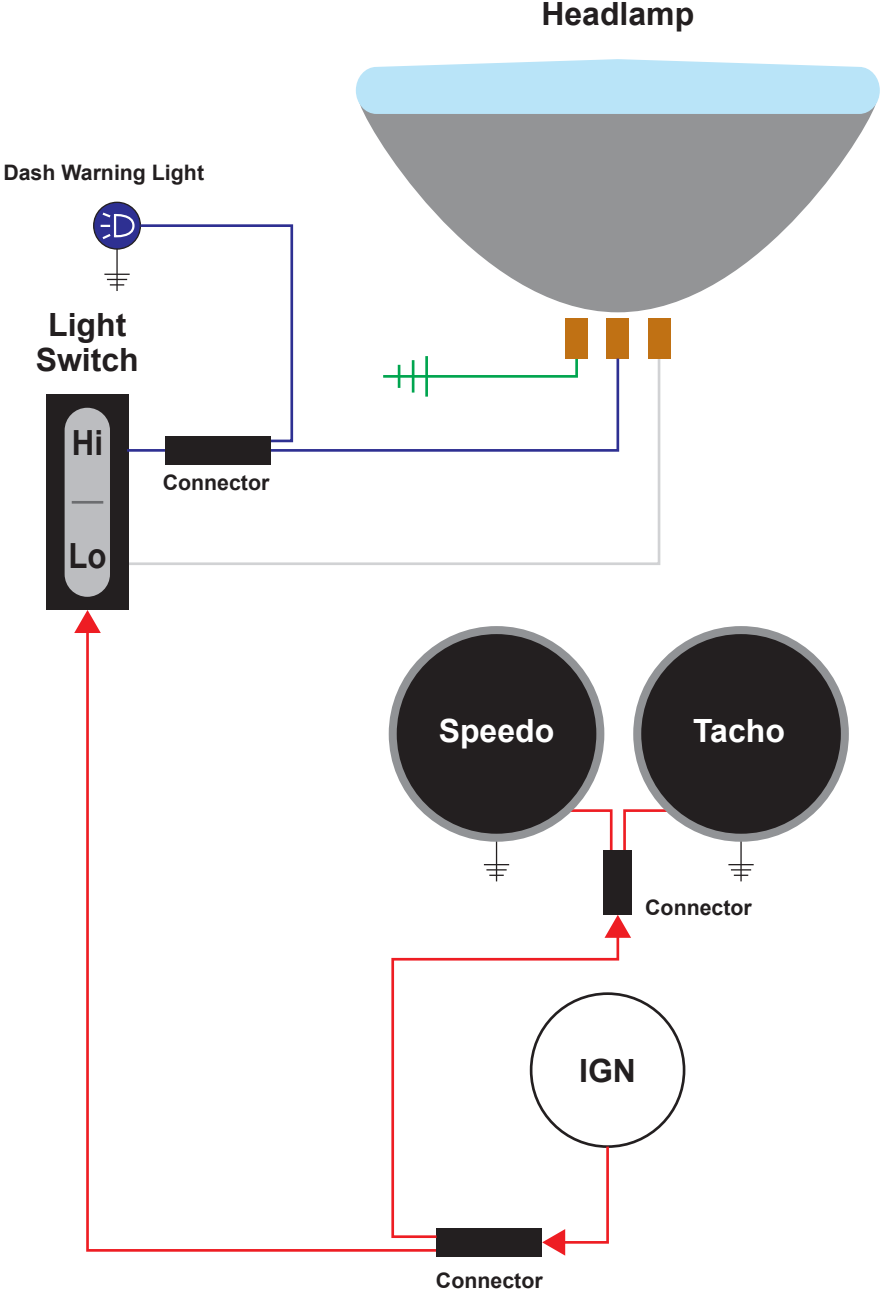 Headlamp
Dash Warning Light
Light
Switch
Hi
Connector
Lo
Speedo
Tacho
Connector
IGN
Connector